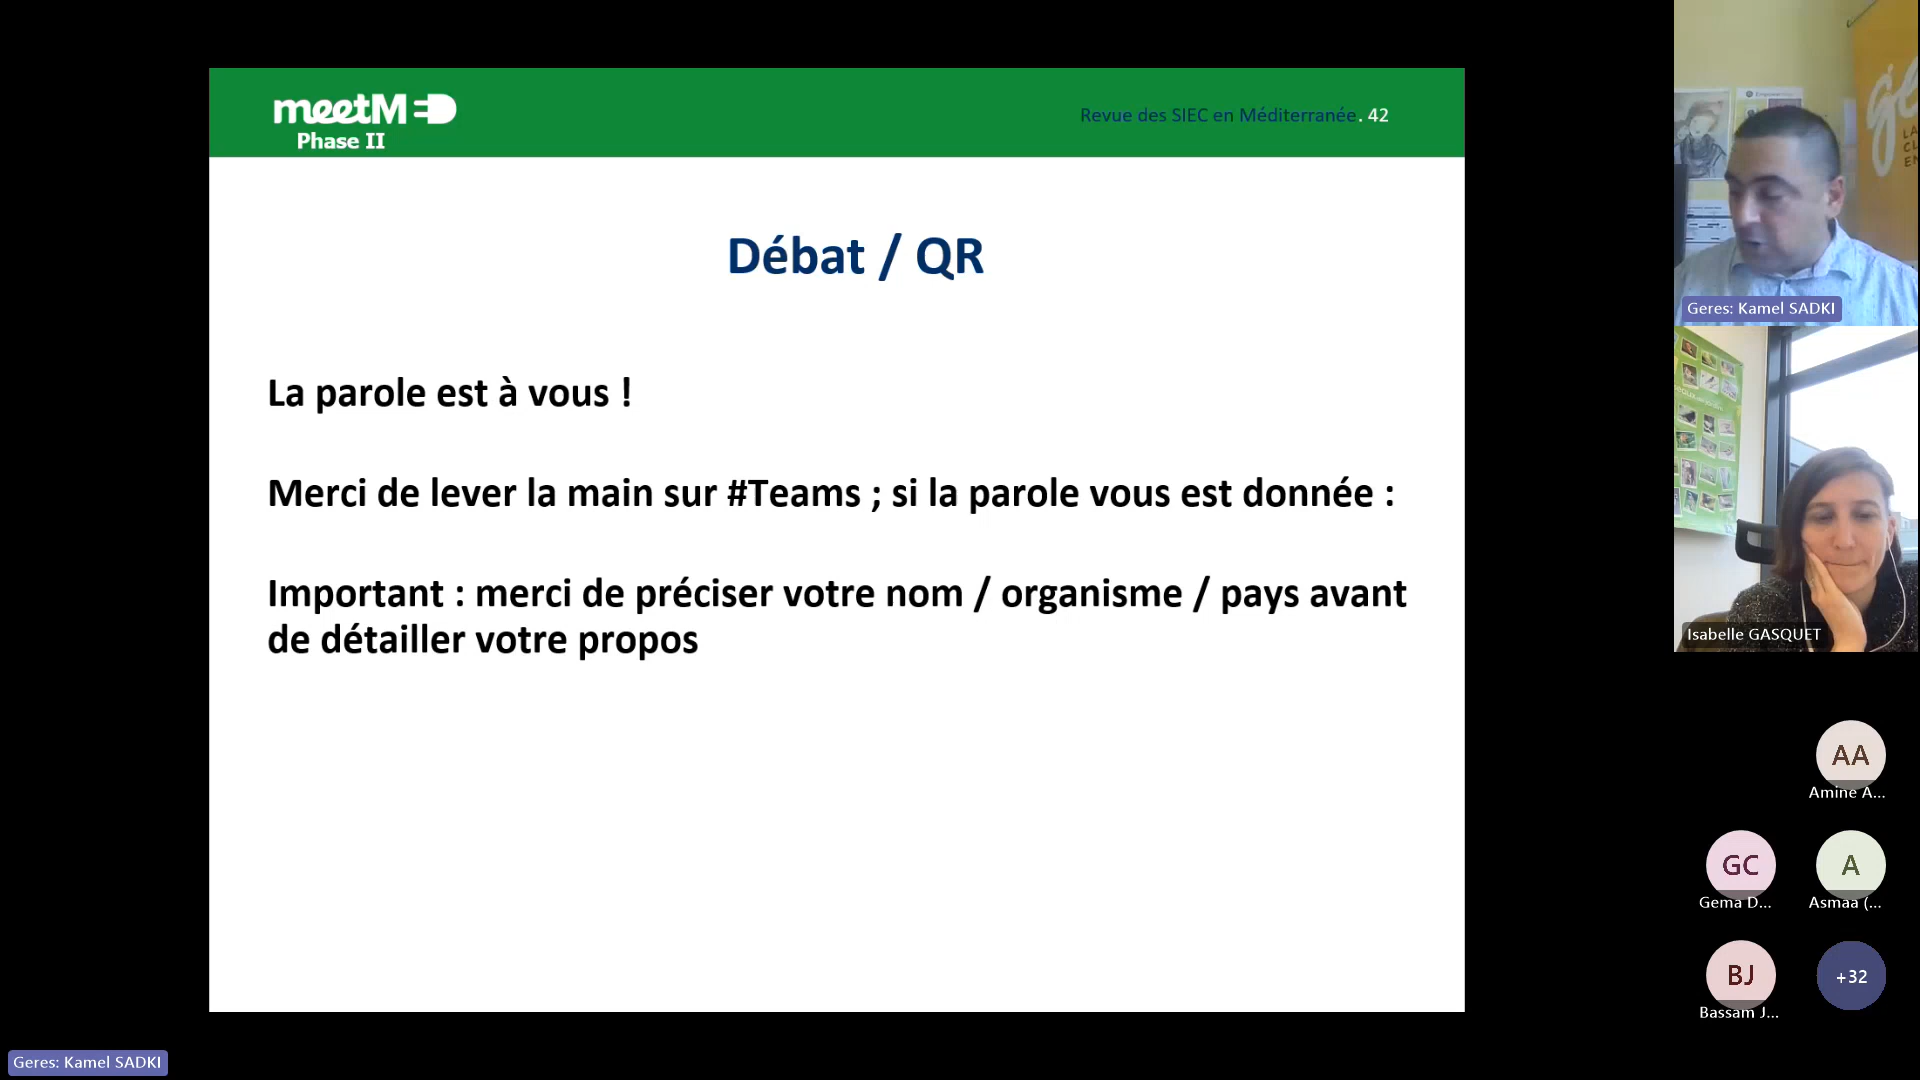 meetM
Phase II
Revue des SIEC en Méditerranée. 42
Débat / QR
La parole est à vous !
Merci de lever la main sur #Teams ; si la parole vous est donnée :
Important : merci de préciser votre nom / organisme / pays avant
de détailler votre propos
Geres: Kamel SADKI
Isabelle GASQUET
AA
Amine A...
GC
Gema D...
A
Asmaa (...
BJ
Bassam J...
+32
Geres: Kamel SADKI